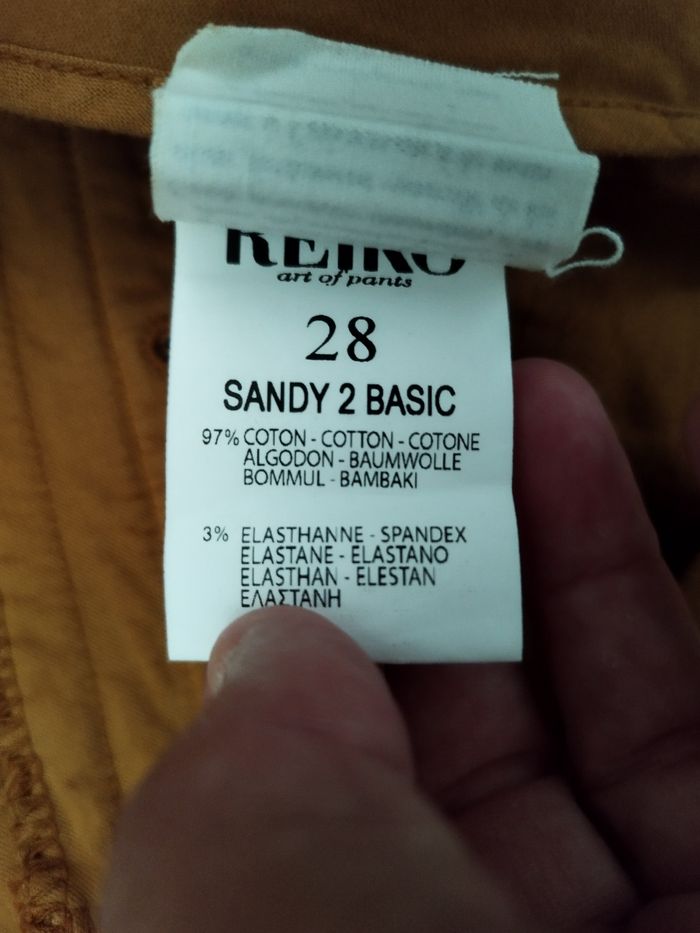 REIKO
art of pants
28
SANDY 2 BASIC
97% COTON - COTTON - COTONE
ALGODON - BAUMWOLLE
BOMMUL - BAMBAKI
3% ELASTHANNE - SPANDEX
ELASTANE - ELASTANO
ELASTHAN - ELESTAN
ΕΛΑΣΤΑΝΗ